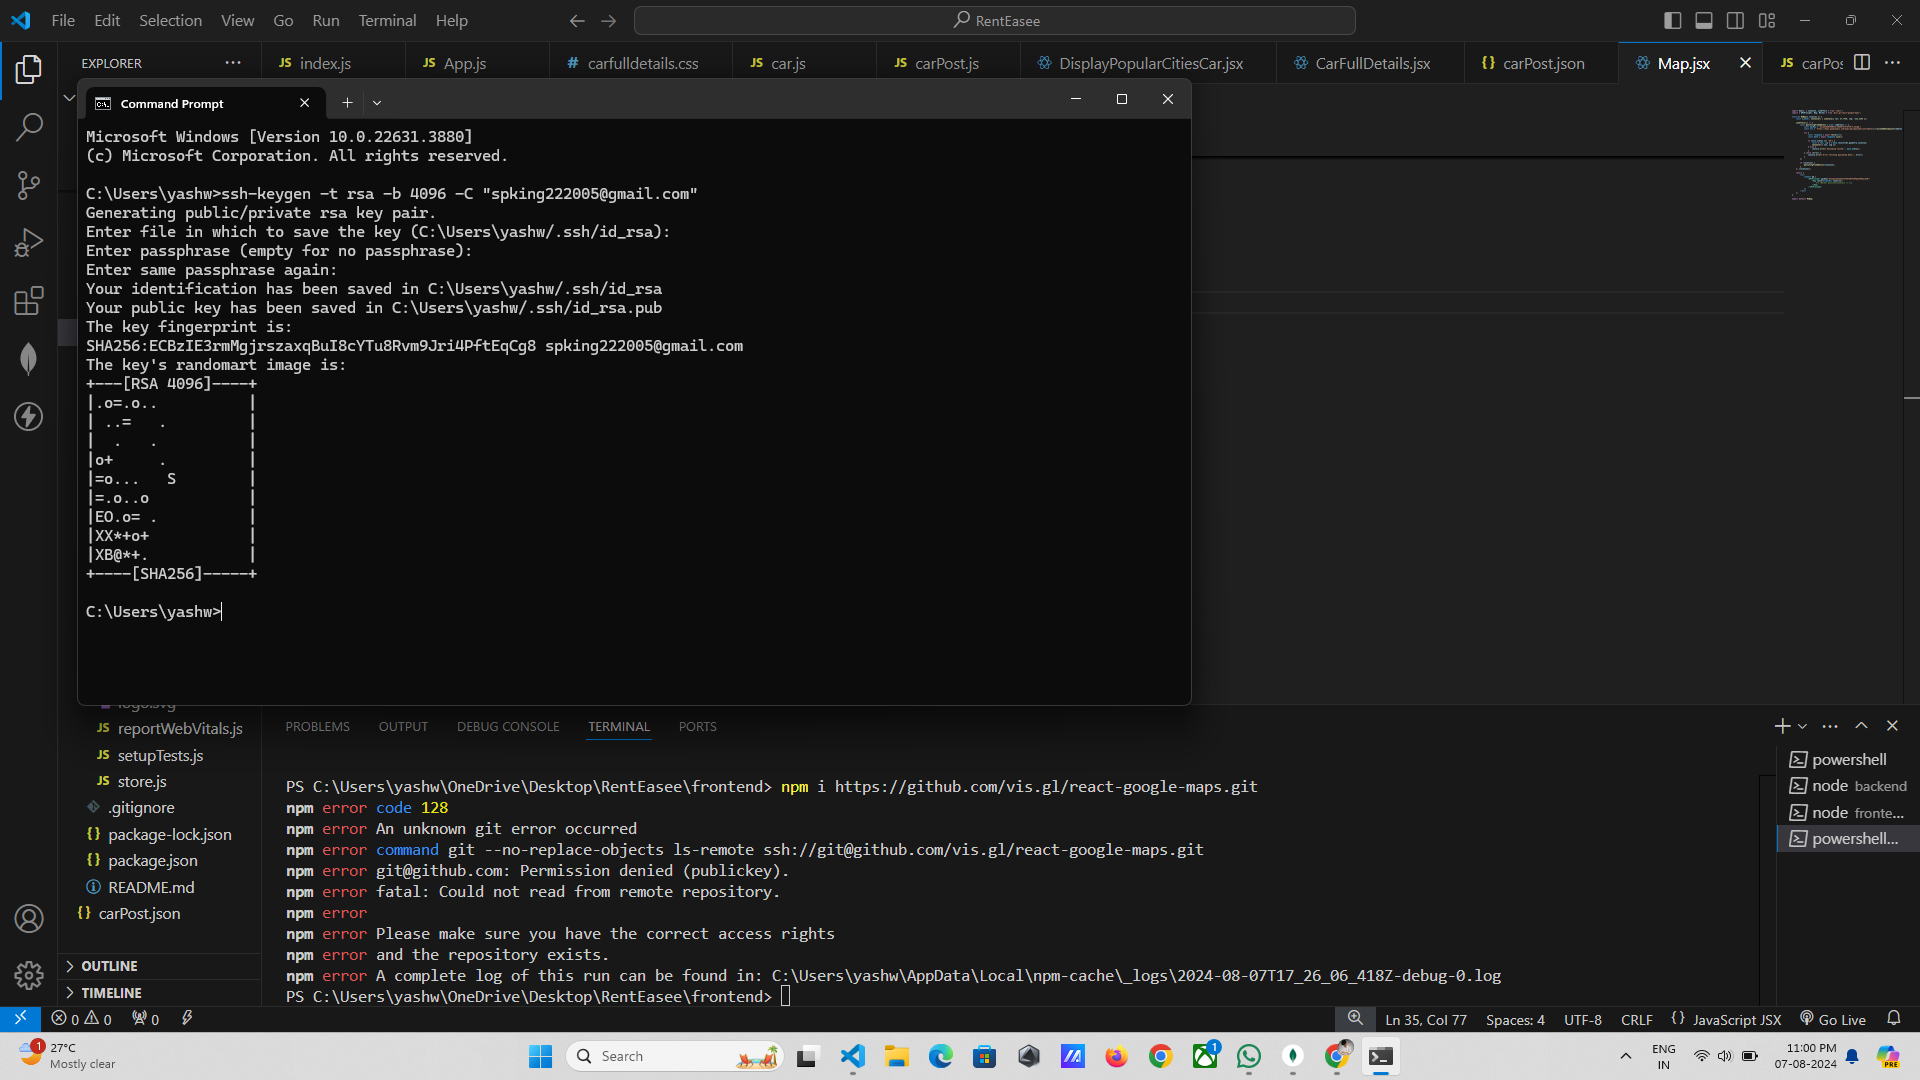 File Edit Selection View Go Run Terminal Help
RentEasee
EXPLORER
index.js
App.js
carfulldetails.css
car.js
carPost.js
DisplayPopularCitiesCar.jsx
CarFullDetails.jsx
carPost.json
Map.jsx
carPos
Command Prompt
Microsoft Windows [Version 10.0.22631.3880]
(c) Microsoft Corporation. All rights reserved.
C:\Users\yashw>ssh-keygen -t rsa -b 4096 -C "spking222005@gmail.com"
Generating public/private rsa key pair.
Enter file in which to save the key (C:\Users\yashw/.ssh/id_rsa):
Enter passphrase (empty for no passphrase):
Enter same passphrase again:
Your identification has been saved in C:\Users\yashw/.ssh/id_rsa
Your public key has been saved in C:\Users\yashw/.ssh/id_rsa.pub
The key fingerprint is:
SHA256:ECBzIE3rmMgjrszaxqBuI8cYTu8Rvm9Jri4PftEqCg8 spking222005@gmail.com
The key's randomart image is:
+---[RSA 4096]----+
|.o=.o..          |
| ..=   .         |
|  .   .          |
|o+     .         |
|=o...   S        |
|=.o..o           |
|EO.o= .          |
|XX*+o+           |
|XB@*+.           |
+----[SHA256]-----+
C:\Users\yashw>
logo.svg
reportWebVitals.js
setupTests.js
store.js
.gitignore
package-lock.json
package.json
README.md
carPost.json
OUTLINE
TIMELINE
PROBLEMS OUTPUT DEBUG CONSOLE TERMINAL PORTS
PS C:\Users\yashw\OneDrive\Desktop\RentEasee\frontend> npm i https://github.com/vis.gl/react-google-maps.git
npm error code 128
npm error An unknown git error occurred
npm error command git --no-replace-objects ls-remote ssh://git@github.com/vis.gl/react-google-maps.git
npm error git@github.com: Permission denied (publickey).
npm error fatal: Could not read from remote repository.
npm error
npm error Please make sure you have the correct access rights
npm error and the repository exists.
npm error A complete log of this run can be found in: C:\Users\yashw\AppData\Local\npm-cache\_logs\2024-08-07T17_26_06_418Z-debug-0.log
PS C:\Users\yashw\OneDrive\Desktop\RentEasee\frontend>
powershell
node backend
node fronte...
powershell...
0 0 0
Ln 35, Col 77 Spaces: 4 UTF-8 CRLF {} JavaScript JSX Go Live
1
27°C
Mostly clear
Search
1
PRE
ENG
IN
11:00 PM
07-08-2024